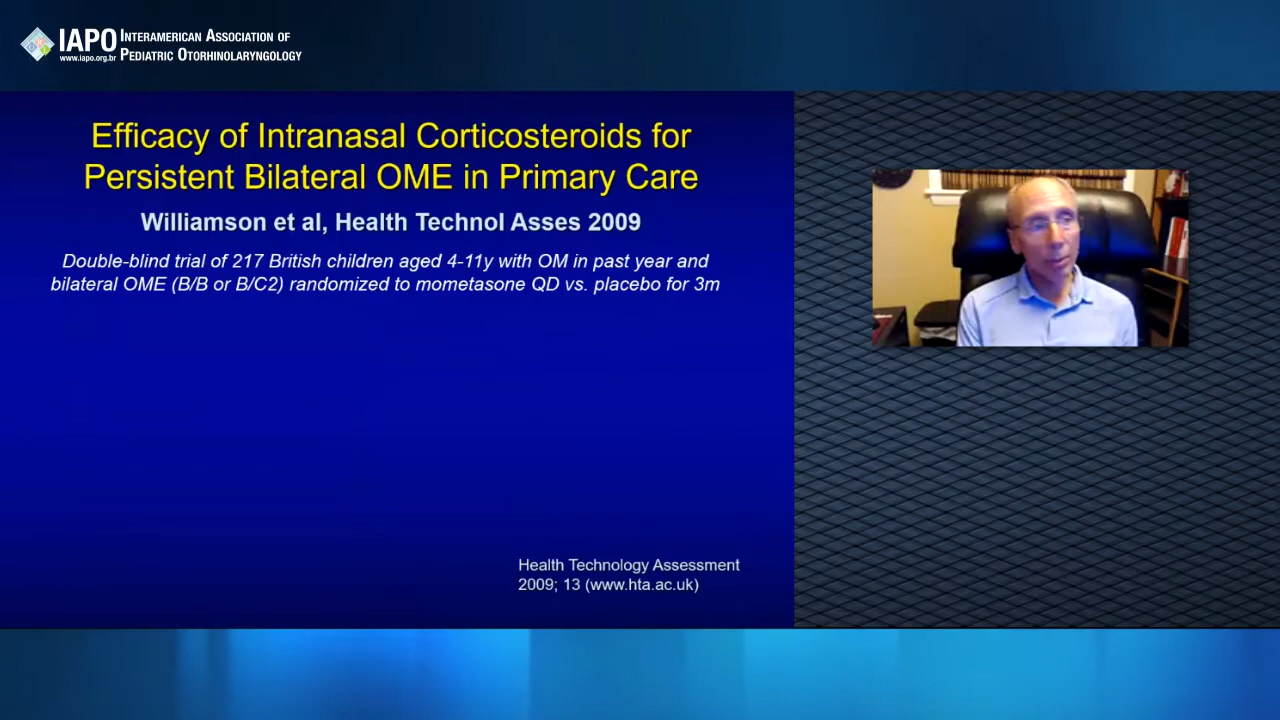 IAPO
www.iapo.org.br
INTERAMERICAN ASSOCIATION OF
PEDIATRIC OTORHINOLARYNGOLOGY
Efficacy of Intranasal Corticosteroids for
Persistent Bilateral OME in Primary Care
Williamson et al, Health Technol Asses 2009
Double-blind trial of 217 British children aged 4-11y with OM in past year and
bilateral OME (B/B or B/C2) randomized to mometasone QD vs. placebo for 3m
Health Technology Assessment
2009; 13 (www.hta.ac.uk)